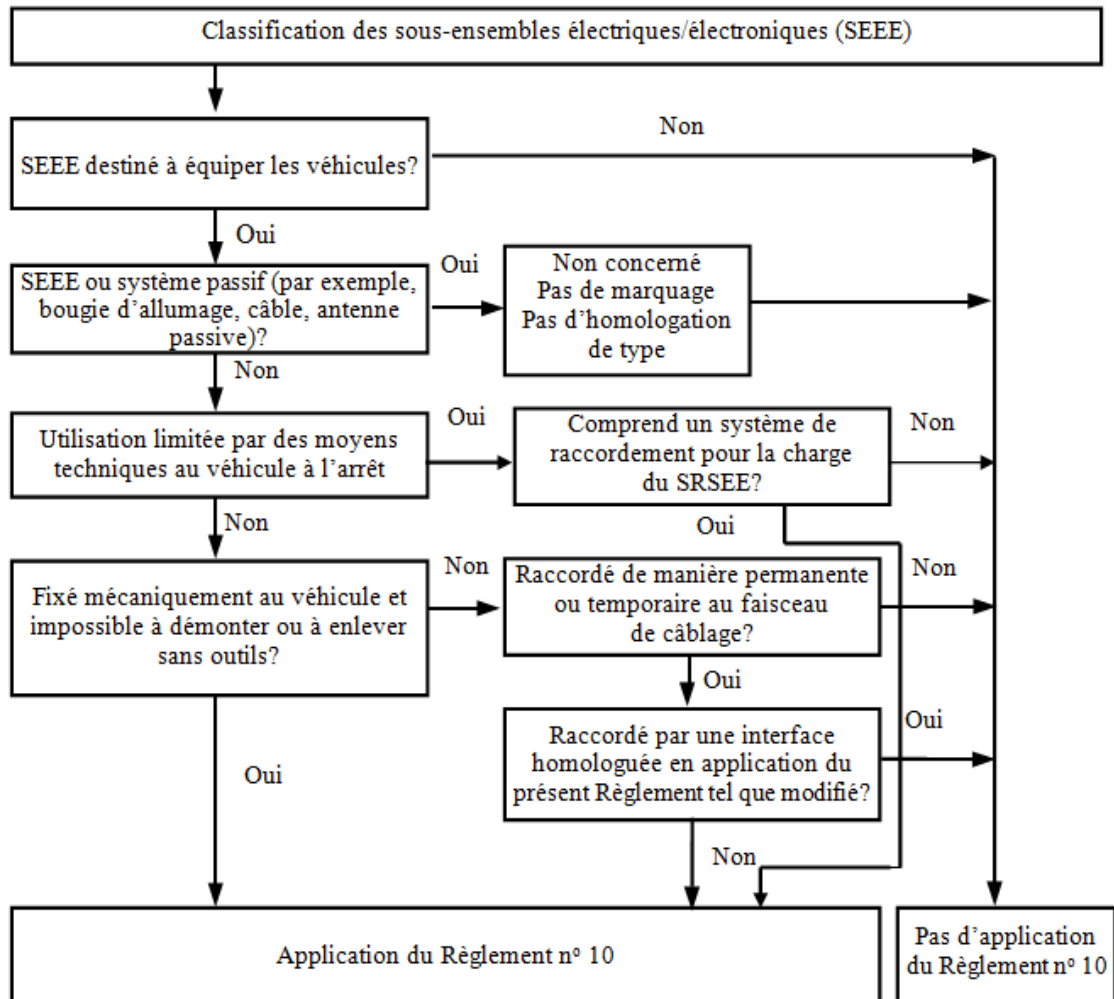 Classification des sous-ensembles électriques/électroniques (SEEE)
Non
SEEE destiné à équiper les véhicules?
Oui
SEEE ou système passif (par exemple,
bougie d'allumage, câble, antenne
passive)?
Oui
Non concerné
Pas de marquage
Pas d'homologation
de type
Non
Utilisation limitée par des moyens
techniques au véhicule à l'arrêt
Oui
Comprend un système de
raccordement pour la charge
du SRSEE?
Non
Non
Oui
Fixé mécaniquement au véhicule et
impossible à démonter ou à enlever
sans outils?
Non
Raccordé de manière permanente
ou temporaire au faisceau
de câblage?
Non
Oui
Raccordé par une interface
homologuée en application du
présent Règlement tel que modifié?
Oui
Oui
Non
Application du Règlement nº 10
Pas d'application
du Règlement nº 10